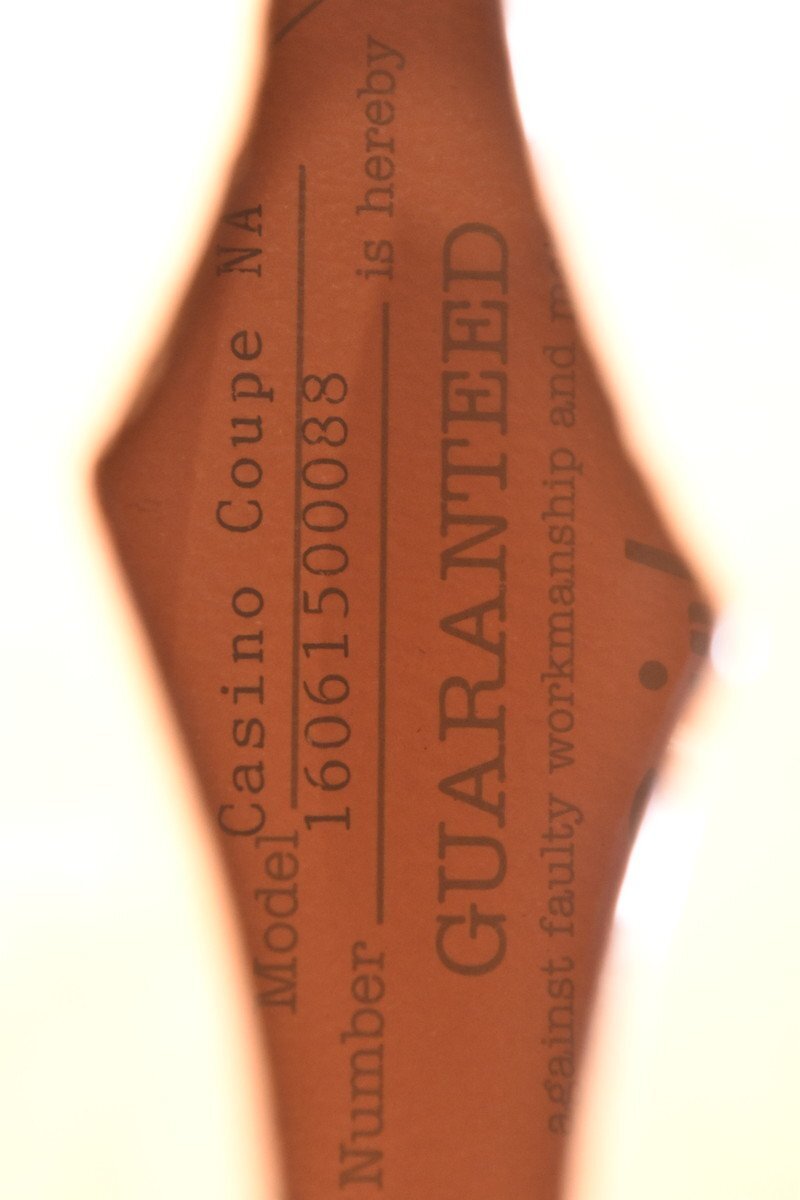 Casino Coupe NA
Model
16061500088
Number is hereby
GUARANTEED
against faulty workmanship and